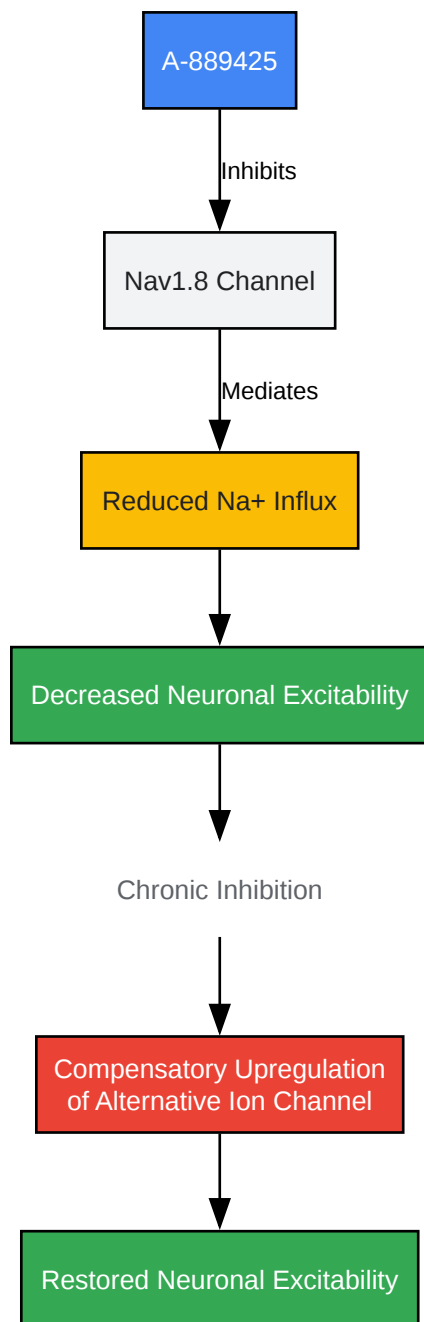 A-889425
Inhibits
Nav1.8 Channel
Mediates
Reduced Na+ Influx
Decreased Neuronal Excitability
Chronic Inhibition
Compensatory Upregulation
of Alternative Ion Channel
Restored Neuronal Excitability